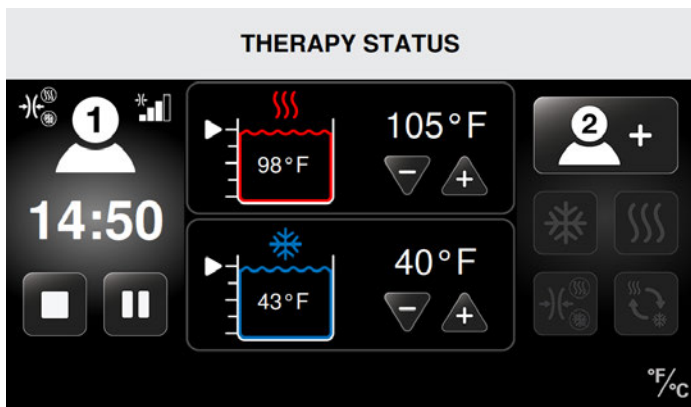 THERAPY STATUS
1
14:50
98°F
105°F
- +
43°F
40°F
- +
2 +
°F/°C